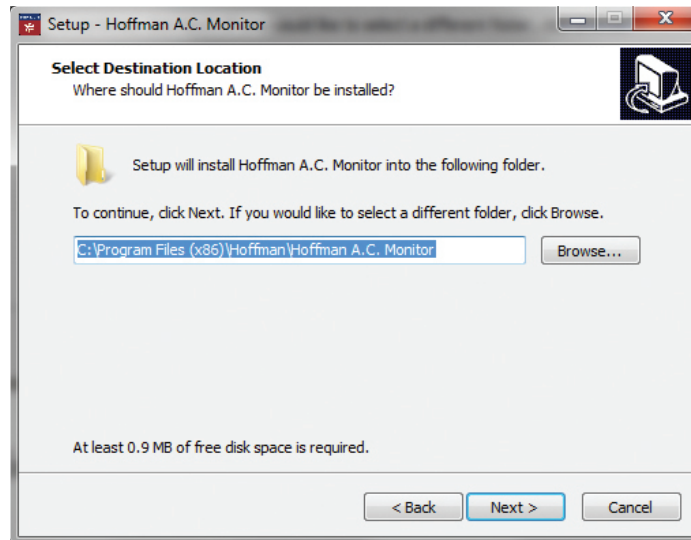 Setup - Hoffman A.C. Monitor
Select Destination Location
Where should Hoffman A.C. Monitor be installed?
Setup will install Hoffman A.C. Monitor into the following folder.
To continue, click Next. If you would like to select a different folder, click Browse.
C:\Program Files (x86)\Hoffman\Hoffman A.C. Monitor
Browse...
At least 0.9 MB of free disk space is required.
< Back
Next >
Cancel